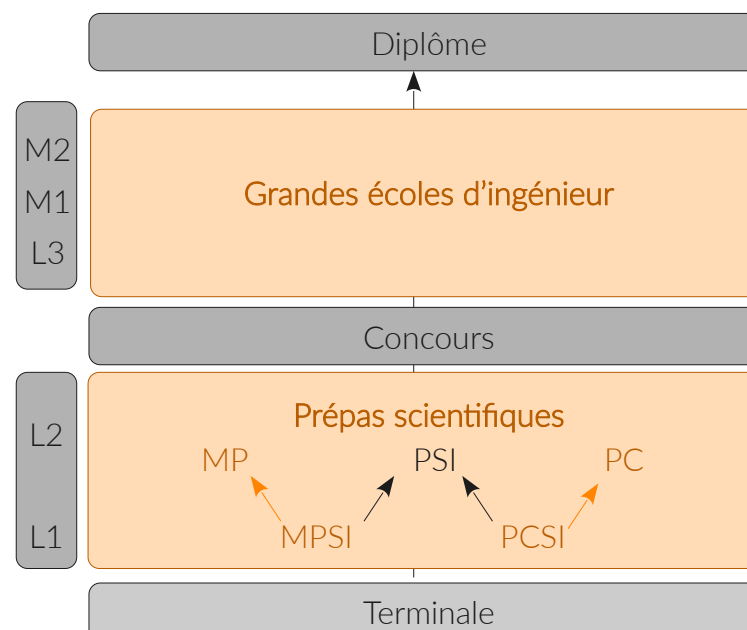 Diplôme
M2
M1
L3
Grandes écoles d'ingénieur
Concours
L2
L1
Prépas scientifiques
MP PSI PC
MPSI PCSI
Terminale